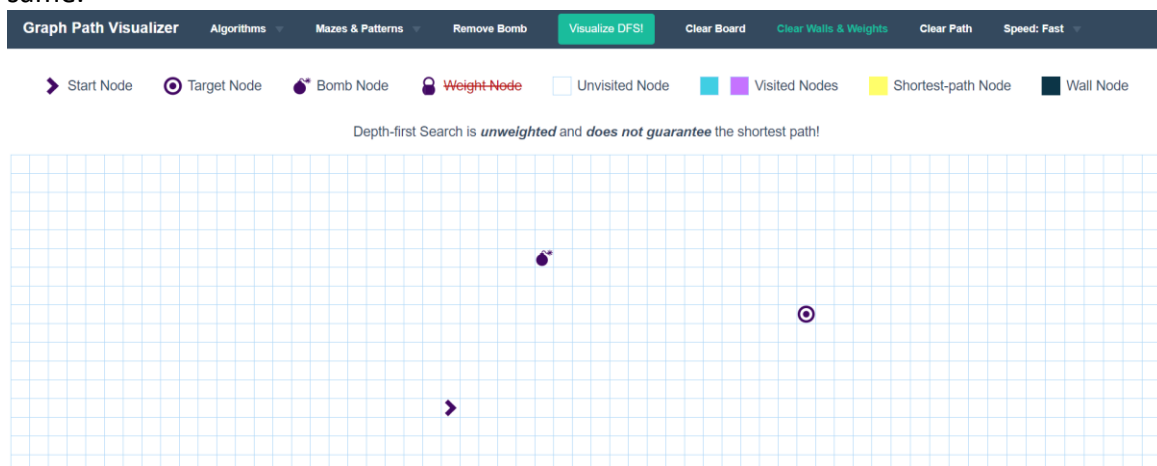 same.
Graph Path Visualizer Algorithms Mazes & Patterns Remove Bomb Visualize DFS! Clear Board Clear Walls & Weights Clear Path Speed: Fast
Start Node Target Node Bomb Node Weight Node Unvisited Node Visited Nodes Shortest-path Node Wall Node
Depth-first Search is unweighted and does not guarantee the shortest path!